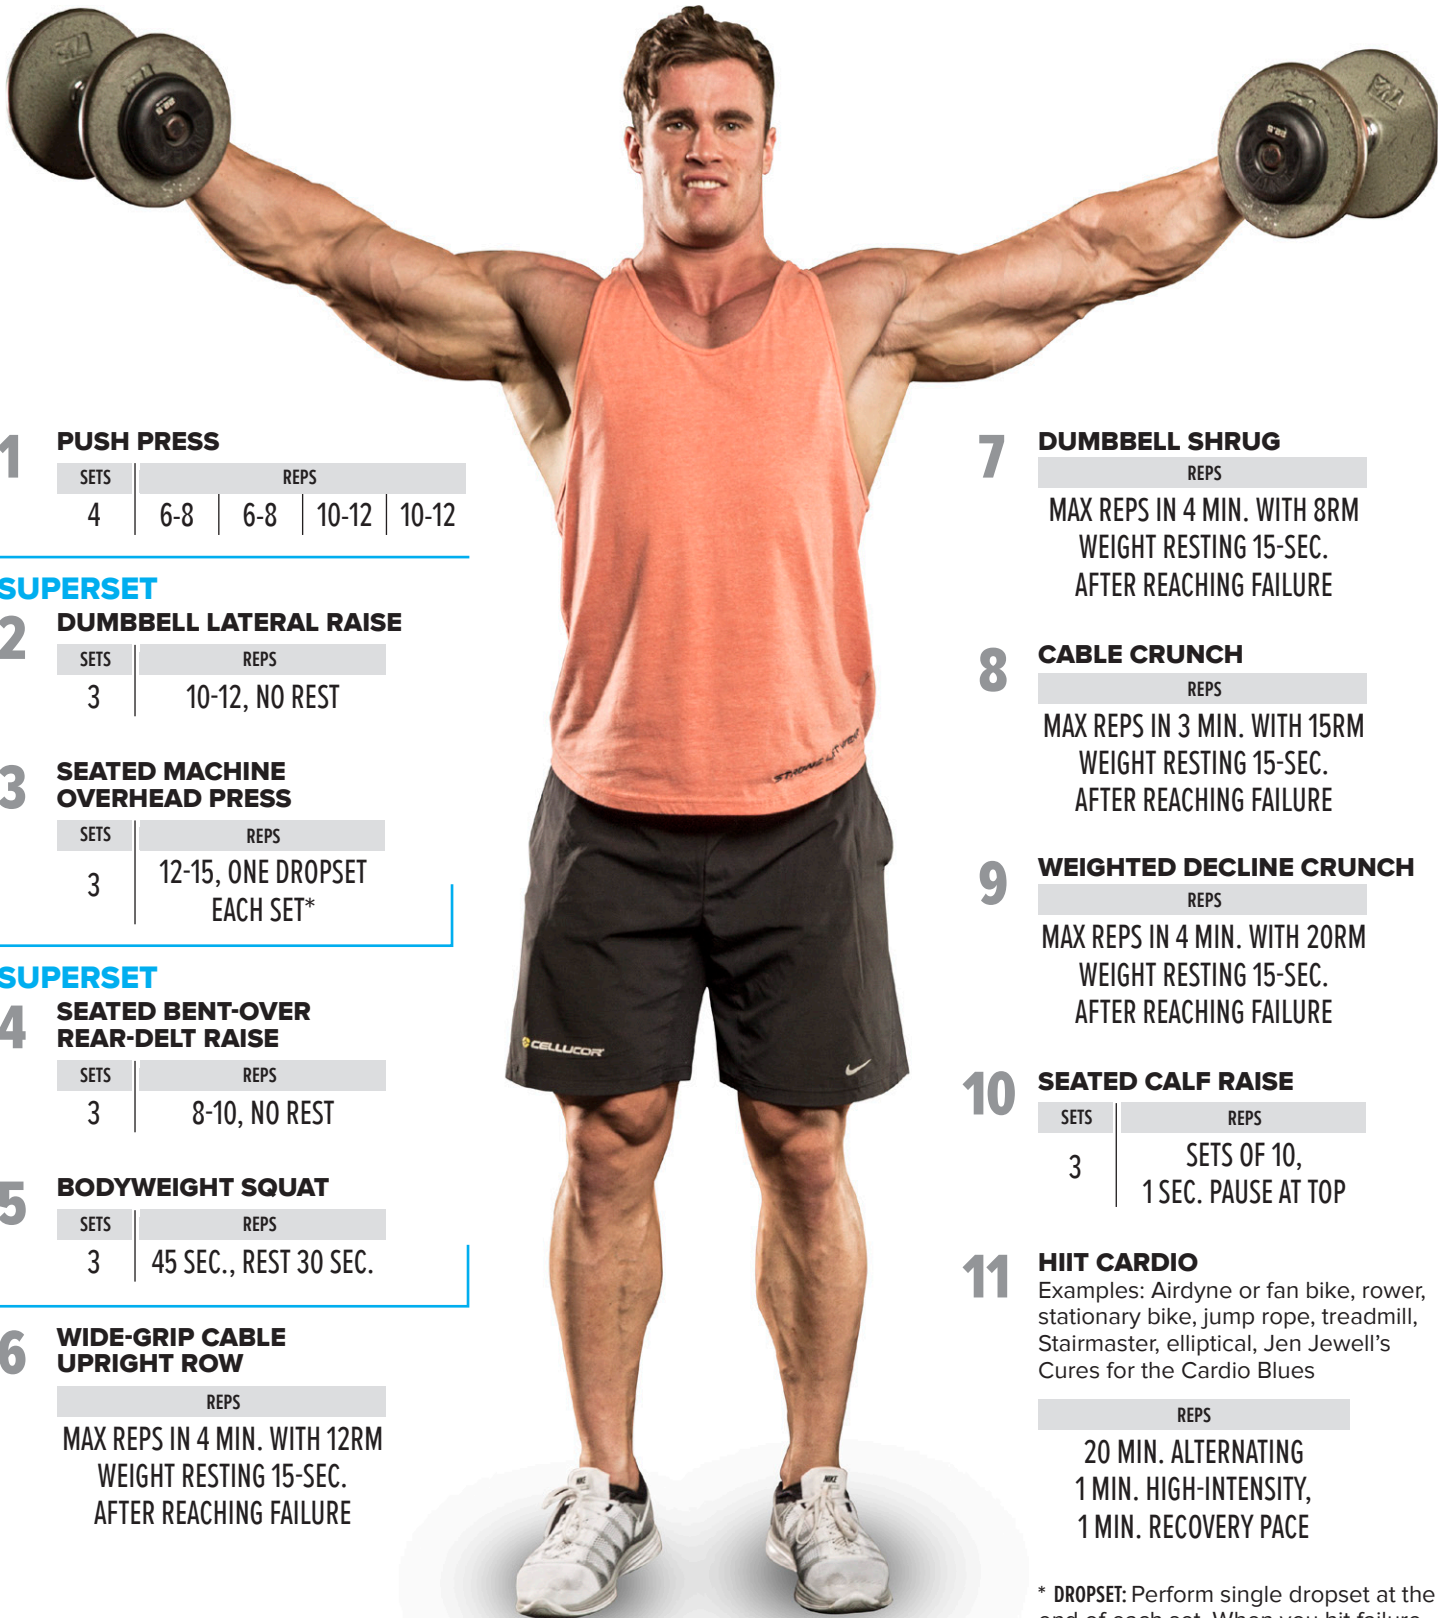 1 PUSH PRESS
SETS REPS
4 6-8 6-8 10-12 10-12
SUPERSET
2 DUMBBELL LATERAL RAISE
SETS REPS
3 10-12, NO REST
3 SEATED MACHINE
OVERHEAD PRESS
SETS REPS
3 12-15, ONE DROPSET
EACH SET*
SUPERSET
4 SEATED BENT-OVER
REAR-DELT RAISE
SETS REPS
3 8-10, NO REST
5 BODYWEIGHT SQUAT
SETS REPS
3 45 SEC., REST 30 SEC.
6 WIDE-GRIP CABLE
UPRIGHT ROW
REPS
MAX REPS IN 4 MIN. WITH 12RM
WEIGHT RESTING 15-SEC.
AFTER REACHING FAILURE
CELLUCOR
NIKE
NIKE
7 DUMBBELL SHRUG
REPS
MAX REPS IN 4 MIN. WITH 8RM
WEIGHT RESTING 15-SEC.
AFTER REACHING FAILURE
8 CABLE CRUNCH
REPS
MAX REPS IN 3 MIN. WITH 15RM
WEIGHT RESTING 15-SEC.
AFTER REACHING FAILURE
9 WEIGHTED DECLINE CRUNCH
REPS
MAX REPS IN 4 MIN. WITH 20RM
WEIGHT RESTING 15-SEC.
AFTER REACHING FAILURE
10 SEATED CALF RAISE
SETS REPS
3 SETS OF 10,
1 SEC. PAUSE AT TOP
11 HIIT CARDIO
Examples: Airdyne or fan bike, rower,
stationary bike, jump rope, treadmill,
Stairmaster, elliptical, Jen Jewell's
Cures for the Cardio Blues
REPS
20 MIN. ALTERNATING
1 MIN. HIGH-INTENSITY,
1 MIN. RECOVERY PACE
* DROPSET: Perform single dropset at the
end of each set. When you hit failure,